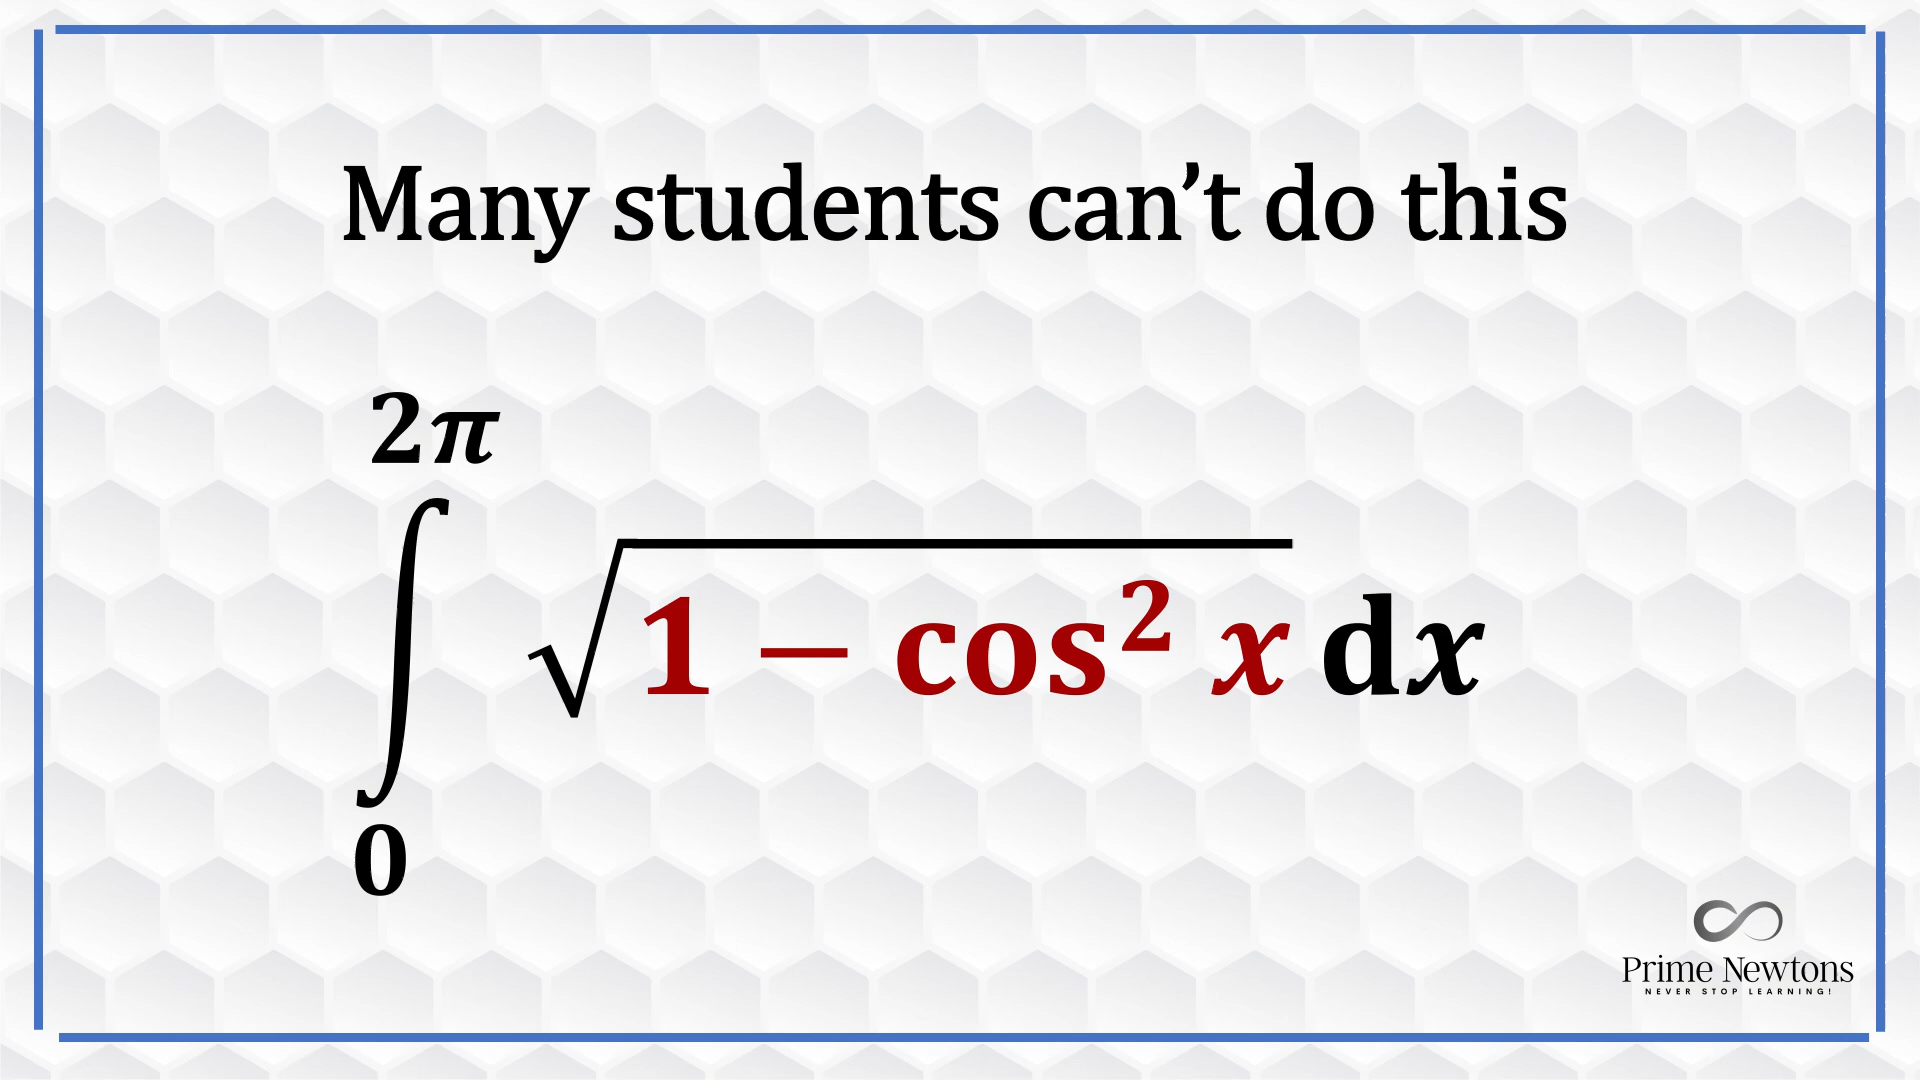 Many students can’t do this
2π
∫ √1 − cos² x dx
0
Prime Newtons
NEVER STOP LEARNING!